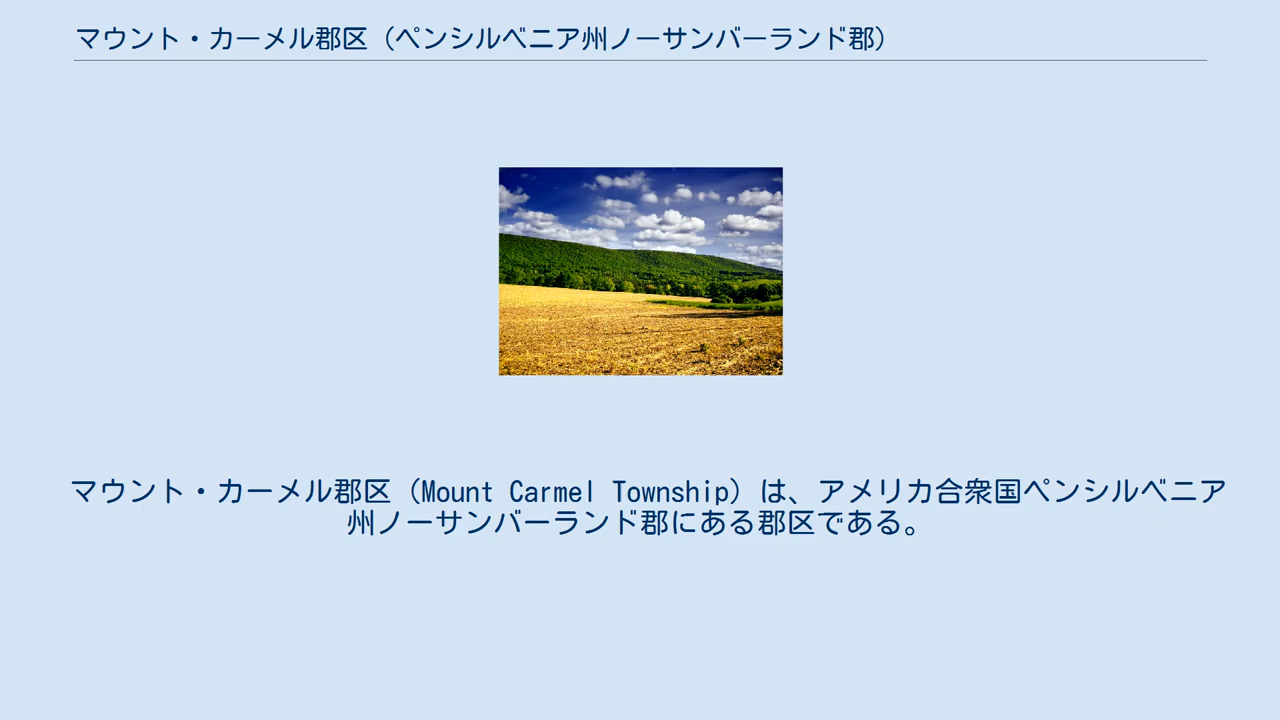 マウント・カーメル郡区（ペンシルベニア州ノーサンバーランド郡）
マウント・カーメル郡区（Mount Carmel Township）は、アメリカ合衆国ペンシルベニア
州ノーサンバーランド郡にある郡区である。